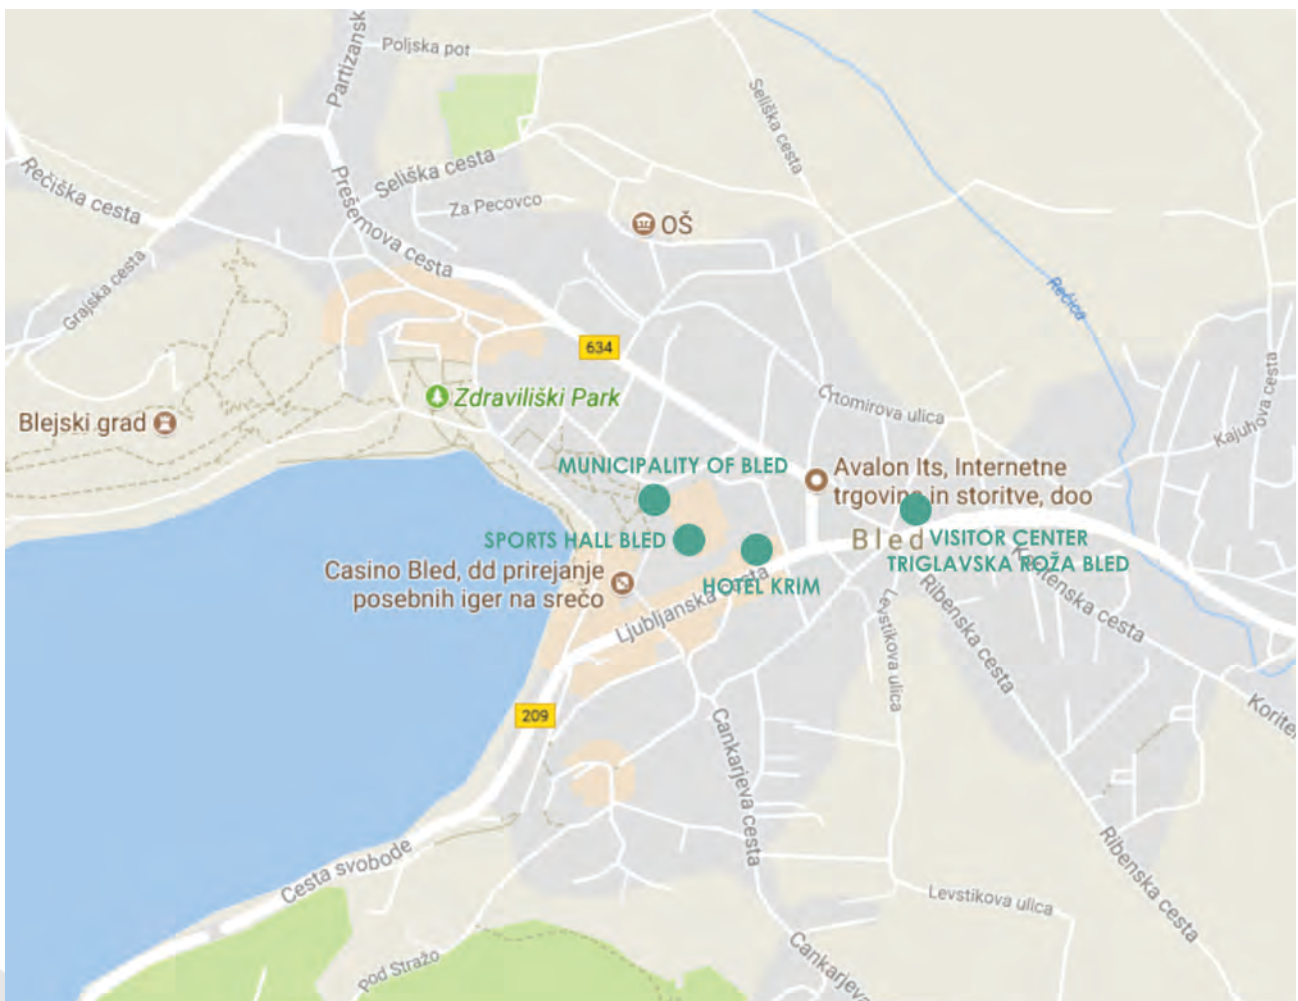 Partizansk
Poljska pot
Seliška cesta
Seliška cesta
Rečiška cesta
Prešernova cesta
Za Pecovco
OŠ
Grajska cesta
Rečica
634
Zdraviliški Park
Črtomirova ulica
Kajuhova cesta
Blejski grad
MUNICIPALITY OF BLED
Avalon Its, Internetne
trgovine in storitve, doo
SPORTS HALL BLED
Bled
VISITOR CENTER
TRIGLAVSKA ROŽA BLED
Casino Bled, dd prirejanje
posebnih iger na srečo
HOTEL KRIM
Ljubljanska cesta
Koritenska cesta
Levstikova ulica
Ribenska cesta
209
Cankarjeva cesta
Koriten
Cesta svobode
Ribenska cesta
Levstikova ulica
Pod Stražo
Cankarjeva